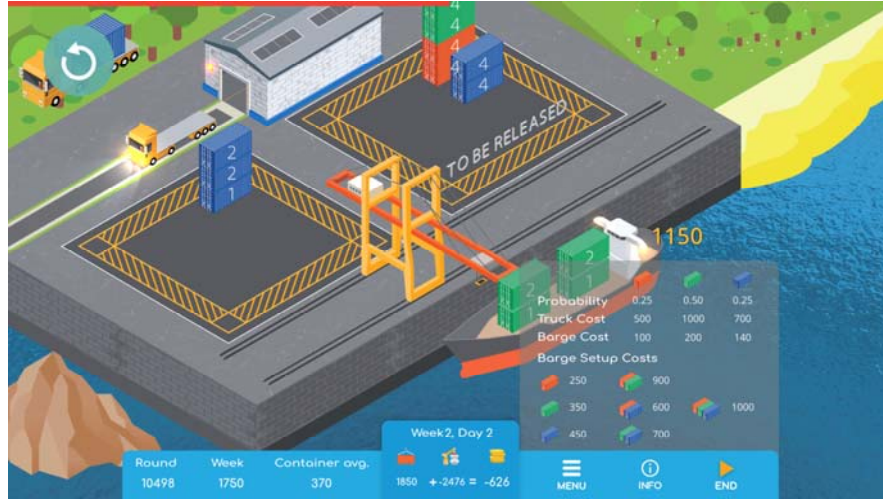 4
4
4
4
4
4
TO BE RELEASED
2
2
1
1150
2
1
2
1
Probability 0.25 0.50 0.25
Truck Cost 500 1000 700
Barge Cost 100 200 140
Barge Setup Costs
250 900
350 600 1000
450 700
Week2, Day 2
1850 + -2476 = -626
Round Week Container avg.
10498 1750 370
MENU INFO END